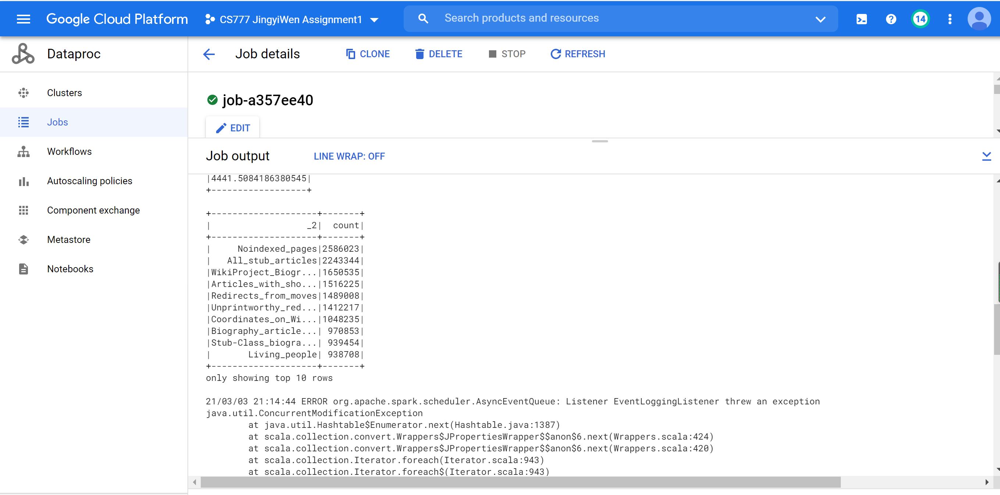 Google Cloud Platform
CS777 JingyiWen Assignment1
Search products and resources
14
Dataproc
Job details
CLONE
DELETE
STOP
REFRESH
Clusters
Jobs
Workflows
Autoscaling policies
Component exchange
Metastore
Notebooks
job-a357ee40
EDIT
Job output
LINE WRAP: OFF
|4441.5084186380545|
+------------------+
+--------------------+-------+
|                  _2|  count|
+--------------------+-------+
|     Noindexed_pages|2586023|
|   All_stub_articles|2243344|
|WikiProject_Biogr...|1650535|
|Articles_with_sho...|1516225|
|Redirects_from_moves|1489008|
|Unprintworthy_red...|1412217|
|Coordinates_on_Wi...|1048235|
|Biography_article...| 970853|
|Stub-Class_biogra...| 939454|
|       Living_people| 938708|
+--------------------+-------+
only showing top 10 rows
21/03/03 21:14:44 ERROR org.apache.spark.scheduler.AsyncEventQueue: Listener EventLoggingListener threw an exception
java.util.ConcurrentModificationException
at java.util.Hashtable$Enumerator.next(Hashtable.java:1387)
at scala.collection.convert.Wrappers$JPropertiesWrapper$$anon$6.next(Wrappers.scala:424)
at scala.collection.convert.Wrappers$JPropertiesWrapper$$anon$6.next(Wrappers.scala:420)
at scala.collection.Iterator.foreach(Iterator.scala:943)
at scala.collection.Iterator.foreach$(Iterator.scala:943)